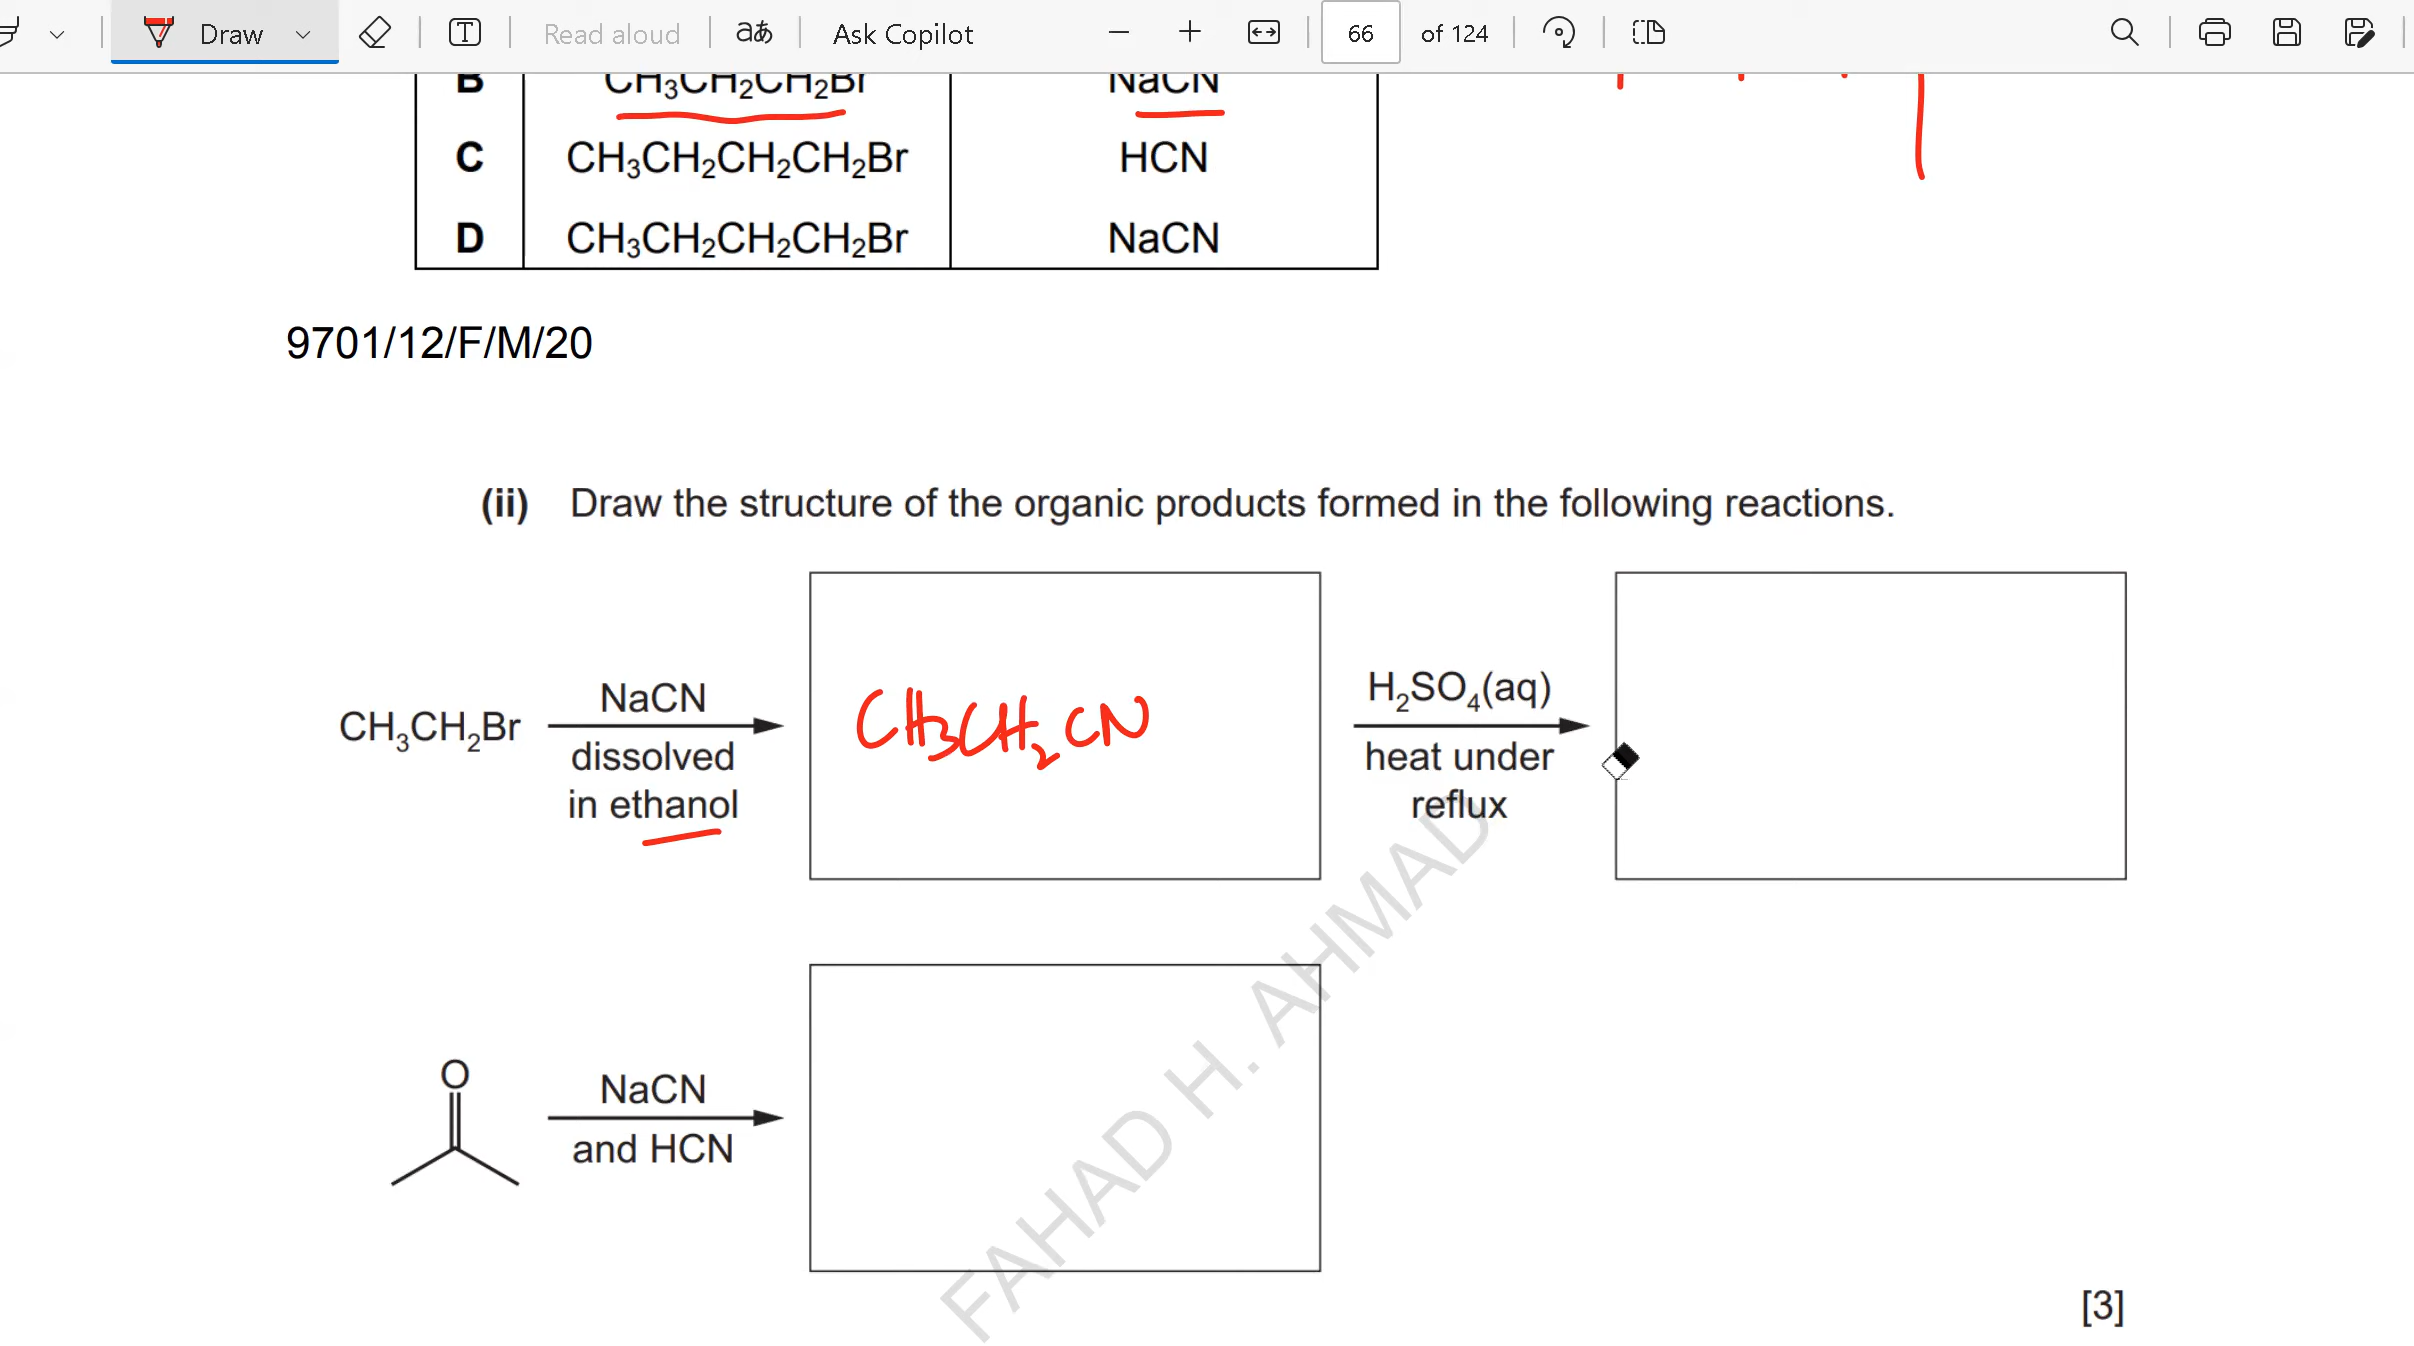 Draw
Read aloud
aあ
Ask Copilot
66 of 124
B CH₃CH₂CH₂Br NaCN
C CH₃CH₂CH₂CH₂Br HCN
D CH₃CH₂CH₂CH₂Br NaCN
9701/12/F/M/20
(ii) Draw the structure of the organic products formed in the following reactions.
CH₃CH₂Br
NaCN
dissolved
in ethanol
CH₃CH₂CN
H₂SO₄(aq)
heat under
reflux
O
NaCN
and HCN
FAHAD H. AHMAD
[3]